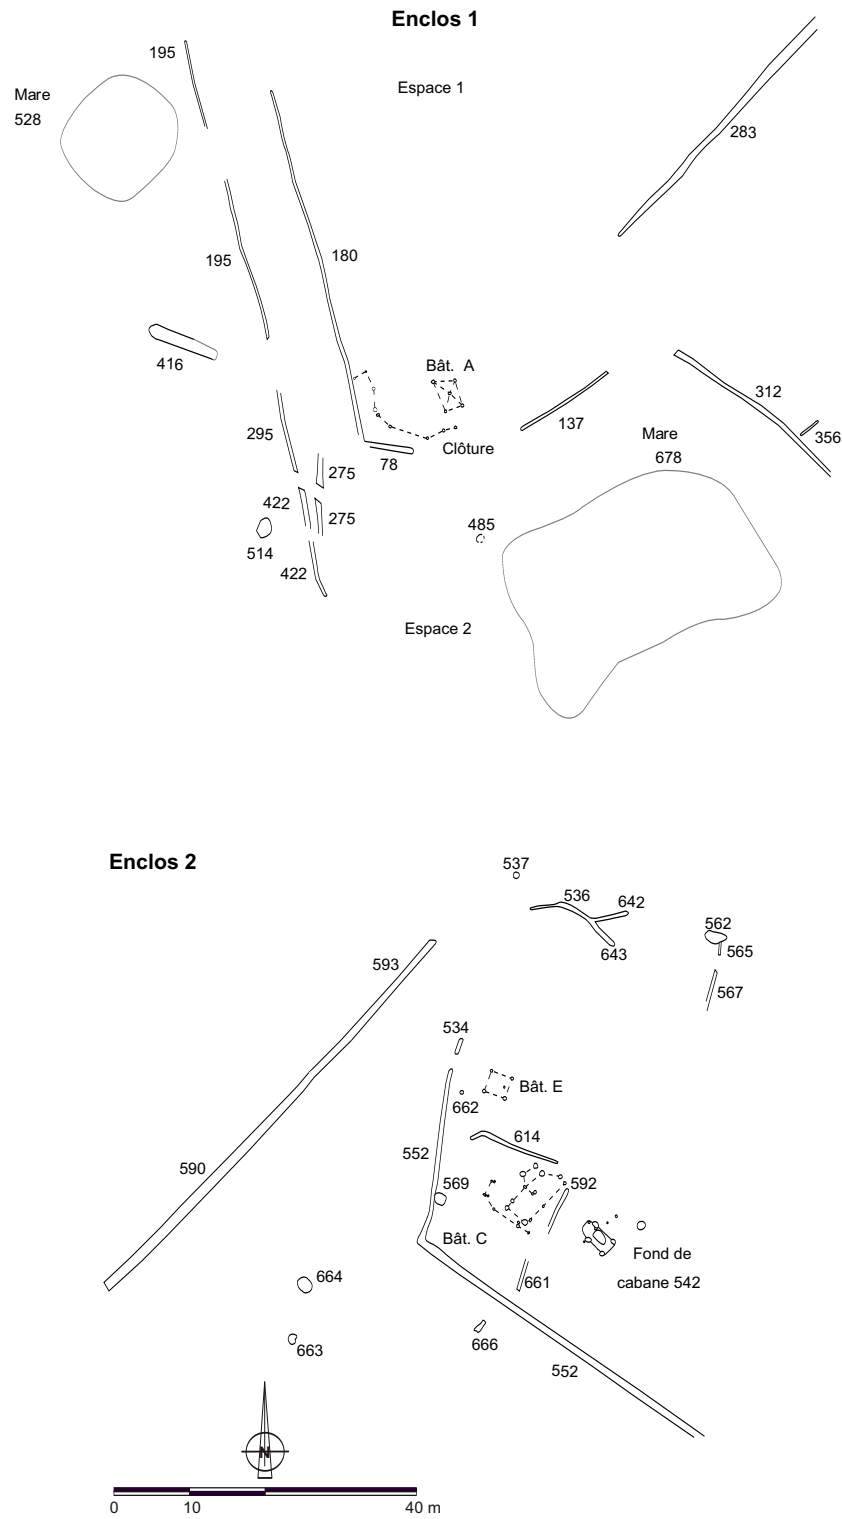 Enclos 1
195
Espace 1
Mare
528
283
195
180
416
Bât. A
312
137
295
Clôture
Mare
356
78
678
275
422
275
485
514
422
Espace 2
Enclos 2
537
536
642
562
643
565
593
567
534
Bât. E
662
614
552
590
569
592
Bât. C
Fond de
cabane 542
664
661
666
663
552
N
0 10 40 m